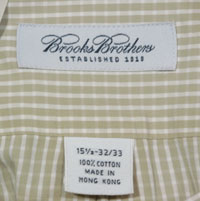 Brooks Brothers
ESTABLISHED 1818
15½-32/33
100% COTTON
MADE IN
HONG KONG